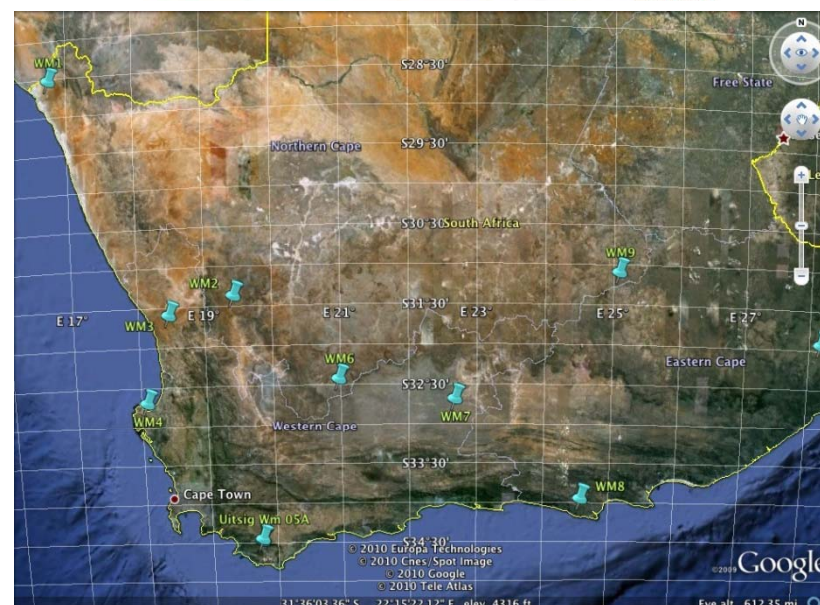 N
WM1
S28°30'
Free State
Northern Cape
S29°30'
S30°30'
South Africa
WM9
WM2
S31°30'
E 17°
E 19°
E 21°
E 23°
E 25°
E 27°
WM3
WM6
Eastern Cape
S32°30'
WM4
WM7
Western Cape
S33°30'
Cape Town
WM8
Uitsig Wm 05A
S34°30'
© 2010 Europa Technologies
© 2010 Cnes/Spot Image
© 2010 Google
© 2010 Tele Atlas
©2009 Google
31°36'03.36" S 22°15'22.12" E elev 4316 ft
Eye alt 612.35 mi